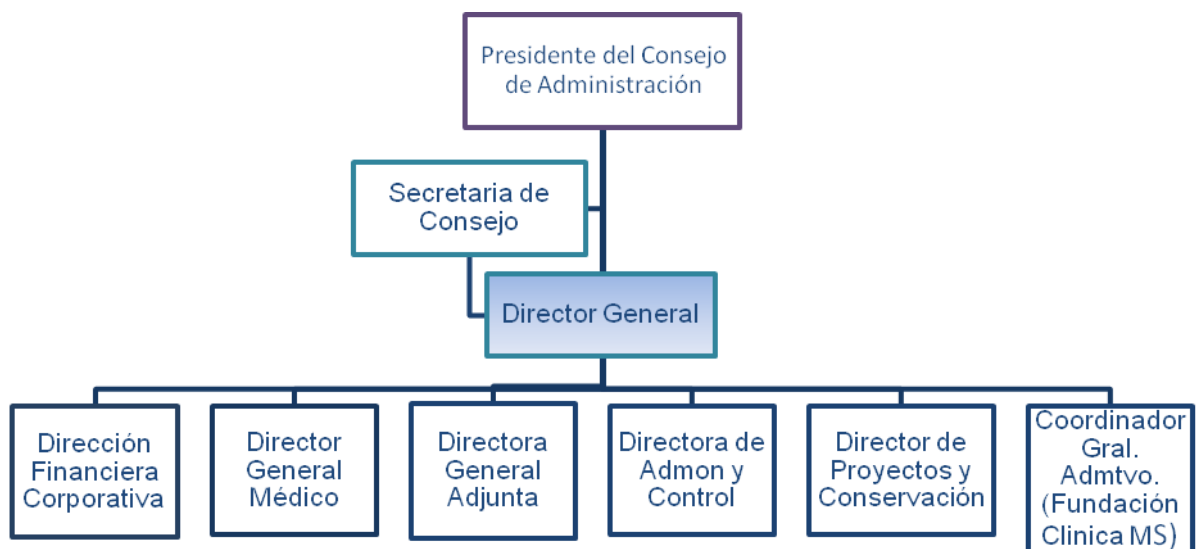 Presidente del Consejo
de Administración
Secretaria de
Consejo
Director General
Dirección
Financiera
Corporativa
Director
General
Médico
Directora
General
Adjunta
Directora de
Admon y
Control
Director de
Proyectos y
Conservación
Coordinador
Gral.
Admtvo.
(Fundación
Clinica MS)